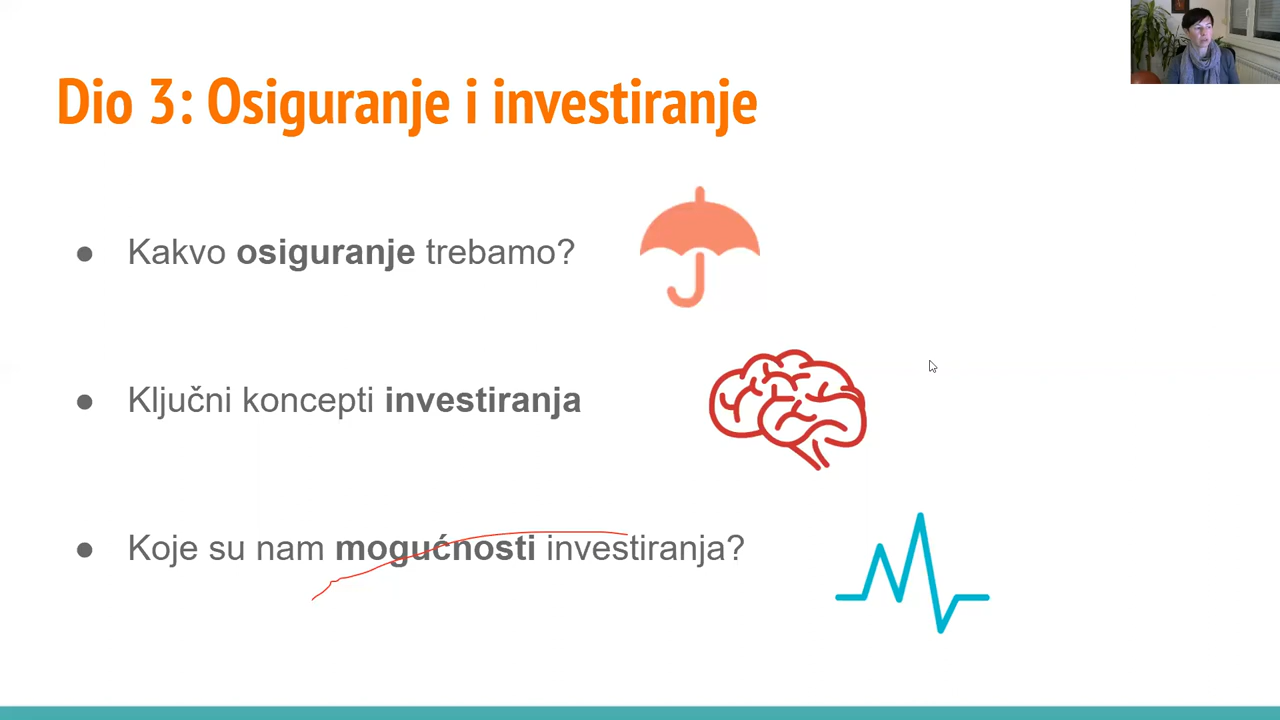 Dio 3: Osiguranje i investiranje
● Kakvo osiguranje trebamo?
● Ključni koncepti investiranja
● Koje su nam mogućnosti investiranja?